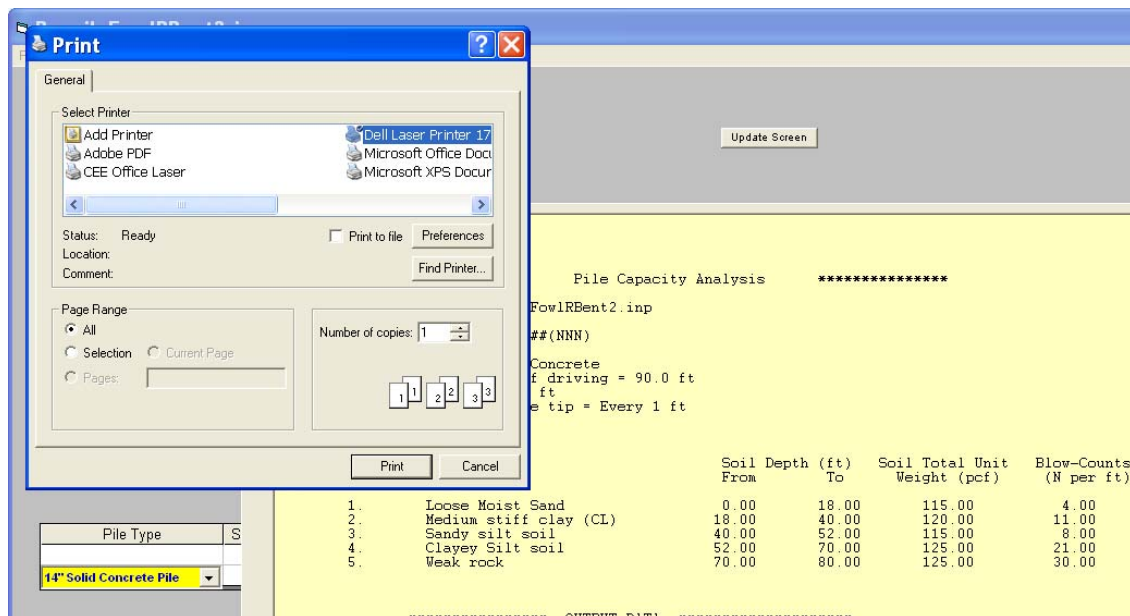 Print
General
Select Printer
Add Printer
Adobe PDF
CEE Office Laser
Dell Laser Printer 17
Microsoft Office Docu
Microsoft XPS Docur
Status: Ready
Location:
Comment:
Print to file
Preferences
Find Printer...
Page Range
All
Selection
Current Page
Pages:
Number of copies: 1
1 1 2 2 3 3
Print
Cancel
Update Screen
Pile Capacity Analysis ***************
FowlRBent2.inp
##(NNN)
Concrete
f driving = 90.0 ft
ft
e tip = Every 1 ft
Soil Depth (ft) Soil Total Unit Blow-Counts
From To Weight (pcf) (N per ft)
1. Loose Moist Sand 0.00 18.00 115.00 4.00
2. Medium stiff clay (CL) 18.00 40.00 120.00 11.00
3. Sandy silt soil 40.00 52.00 115.00 8.00
4. Clayey Silt soil 52.00 70.00 125.00 21.00
5. Weak rock 70.00 80.00 125.00 30.00
Pile Type S
14" Solid Concrete Pile